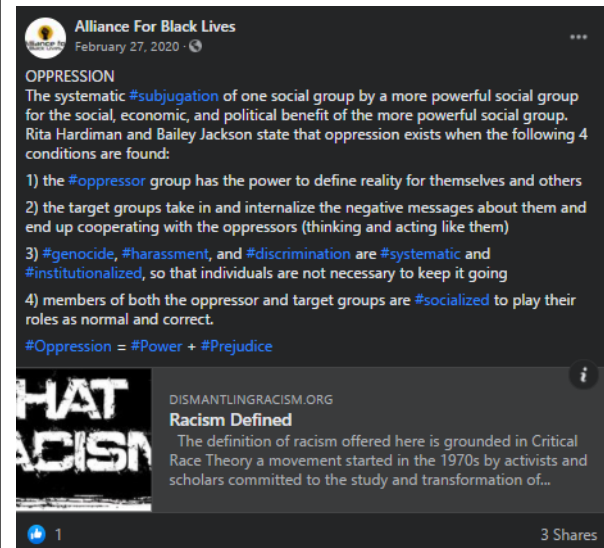 Alliance For Black Lives
February 27, 2020 ·
OPPRESSION
The systematic #subjugation of one social group by a more powerful social group
for the social, economic, and political benefit of the more powerful social group.
Rita Hardiman and Bailey Jackson state that oppression exists when the following 4
conditions are found:
1) the #oppressor group has the power to define reality for themselves and others
2) the target groups take in and internalize the negative messages about them and
end up cooperating with the oppressors (thinking and acting like them)
3) #genocide, #harassment, and #discrimination are #systematic and
#institutionalized, so that individuals are not necessary to keep it going
4) members of both the oppressor and target groups are #socialized to play their
roles as normal and correct.
#Oppression = #Power + #Prejudice
HAT
ACISM
DISMANTLINGRACISM.ORG
Racism Defined
The definition of racism offered here is grounded in Critical
Race Theory a movement started in the 1970s by activists and
scholars committed to the study and transformation of...
1
3 Shares